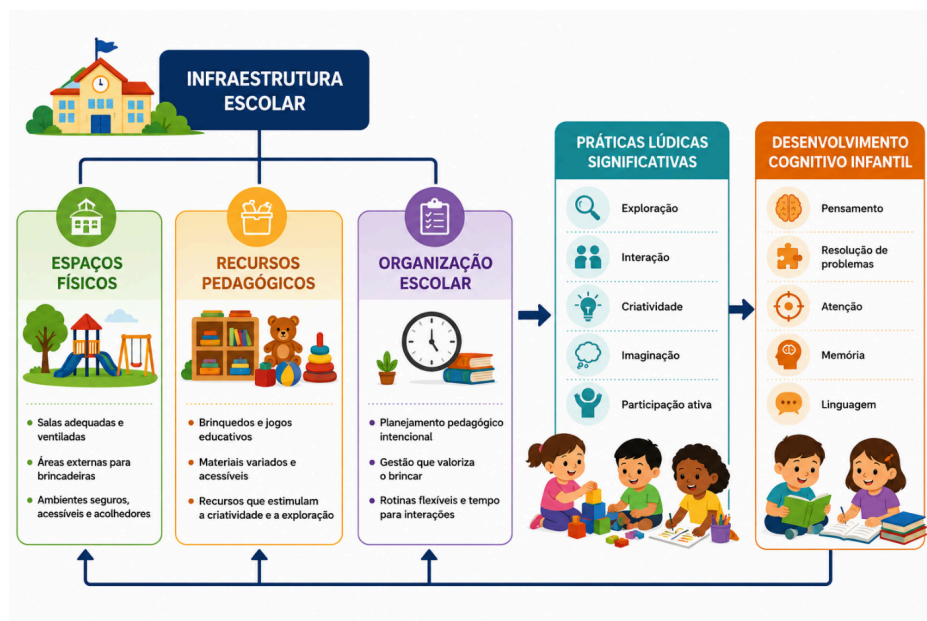 INFRAESTRUTURA
ESCOLAR
ESPAÇOS
FÍSICOS
Salas adequadas e
ventiladas
Áreas externas para
brincadeiras
Ambientes seguros,
acessíveis e acolhedores
RECURSOS
PEDAGÓGICOS
Brinquedos e jogos
educativos
Materiais variados e
acessíveis
Recursos que estimulam
a criatividade e a exploração
ORGANIZAÇÃO
ESCOLAR
Planejamento pedagógico
intencional
Gestão que valoriza
o brincar
Rotinas flexíveis e tempo
para interações
PRÁTICAS LÚDICAS
SIGNIFICATIVAS
Exploração
Interação
Criatividade
Imaginação
Participação ativa
DESENVOLVIMENTO
COGNITIVO INFANTIL
Pensamento
Resolução de
problemas
Atenção
Memória
Linguagem